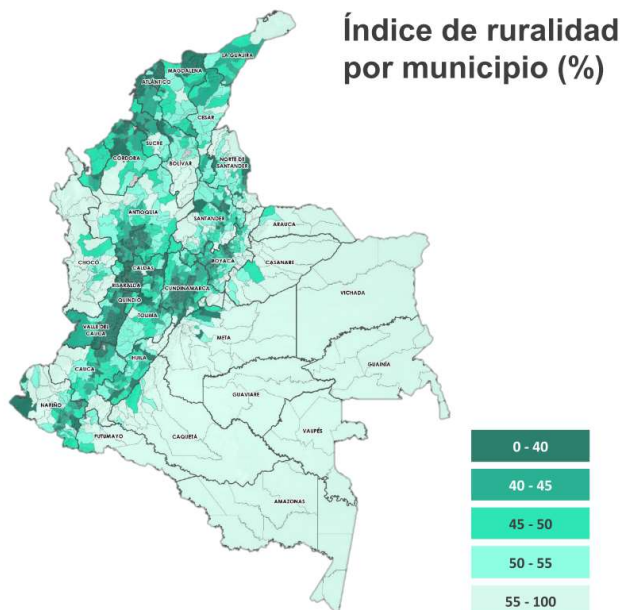 Índice de ruralidad
por municipio (%)
LA GUAJIRA
MAGDALENA
ATLÁNTICO
CESAR
SUCRE
CÓRDOBA
BOLÍVAR
NORTE DE
SANTANDER
ANTIOQUIA
SANTANDER
ARAUCA
CHOCÓ
BOYACÁ
CASANARE
CALDAS
RISARALDA
CUNDINAMARCA
VICHADA
QUINDÍO
TOLIMA
VALLE DEL
CAUCA
META
GUAINÍA
HUILA
CAUCA
GUAVIARE
NARIÑO
VAUPÉS
PUTUMAYO
CAQUETÁ
AMAZONAS
0 - 40
40 - 45
45 - 50
50 - 55
55 - 100